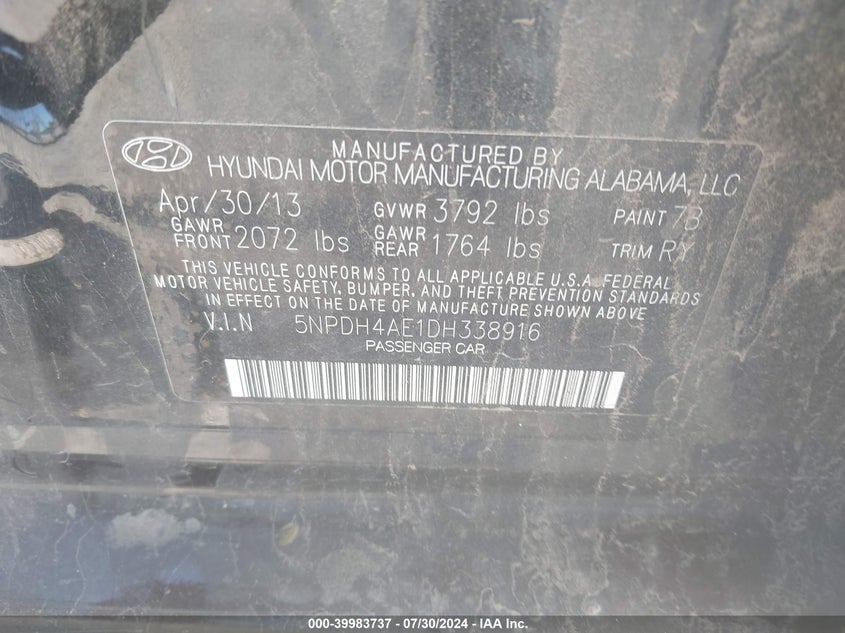 MANUFACTURED BY
HYUNDAI MOTOR MANUFACTURING ALABAMA, LLC
Apr/30/13 GVWR 3792 lbs PAINT 7B
GAWR FRONT 2072 lbs GAWR REAR 1764 lbs TRIM RY
THIS VEHICLE CONFORMS TO ALL APPLICABLE U.S.A. FEDERAL
MOTOR VEHICLE SAFETY, BUMPER, AND THEFT PREVENTION STANDARDS
IN EFFECT ON THE DATE OF MANUFACTURE SHOWN ABOVE
V.I.N 5NPDH4AE1DH338916
PASSENGER CAR
000-39983737 - 07/30/2024 - IAA Inc.